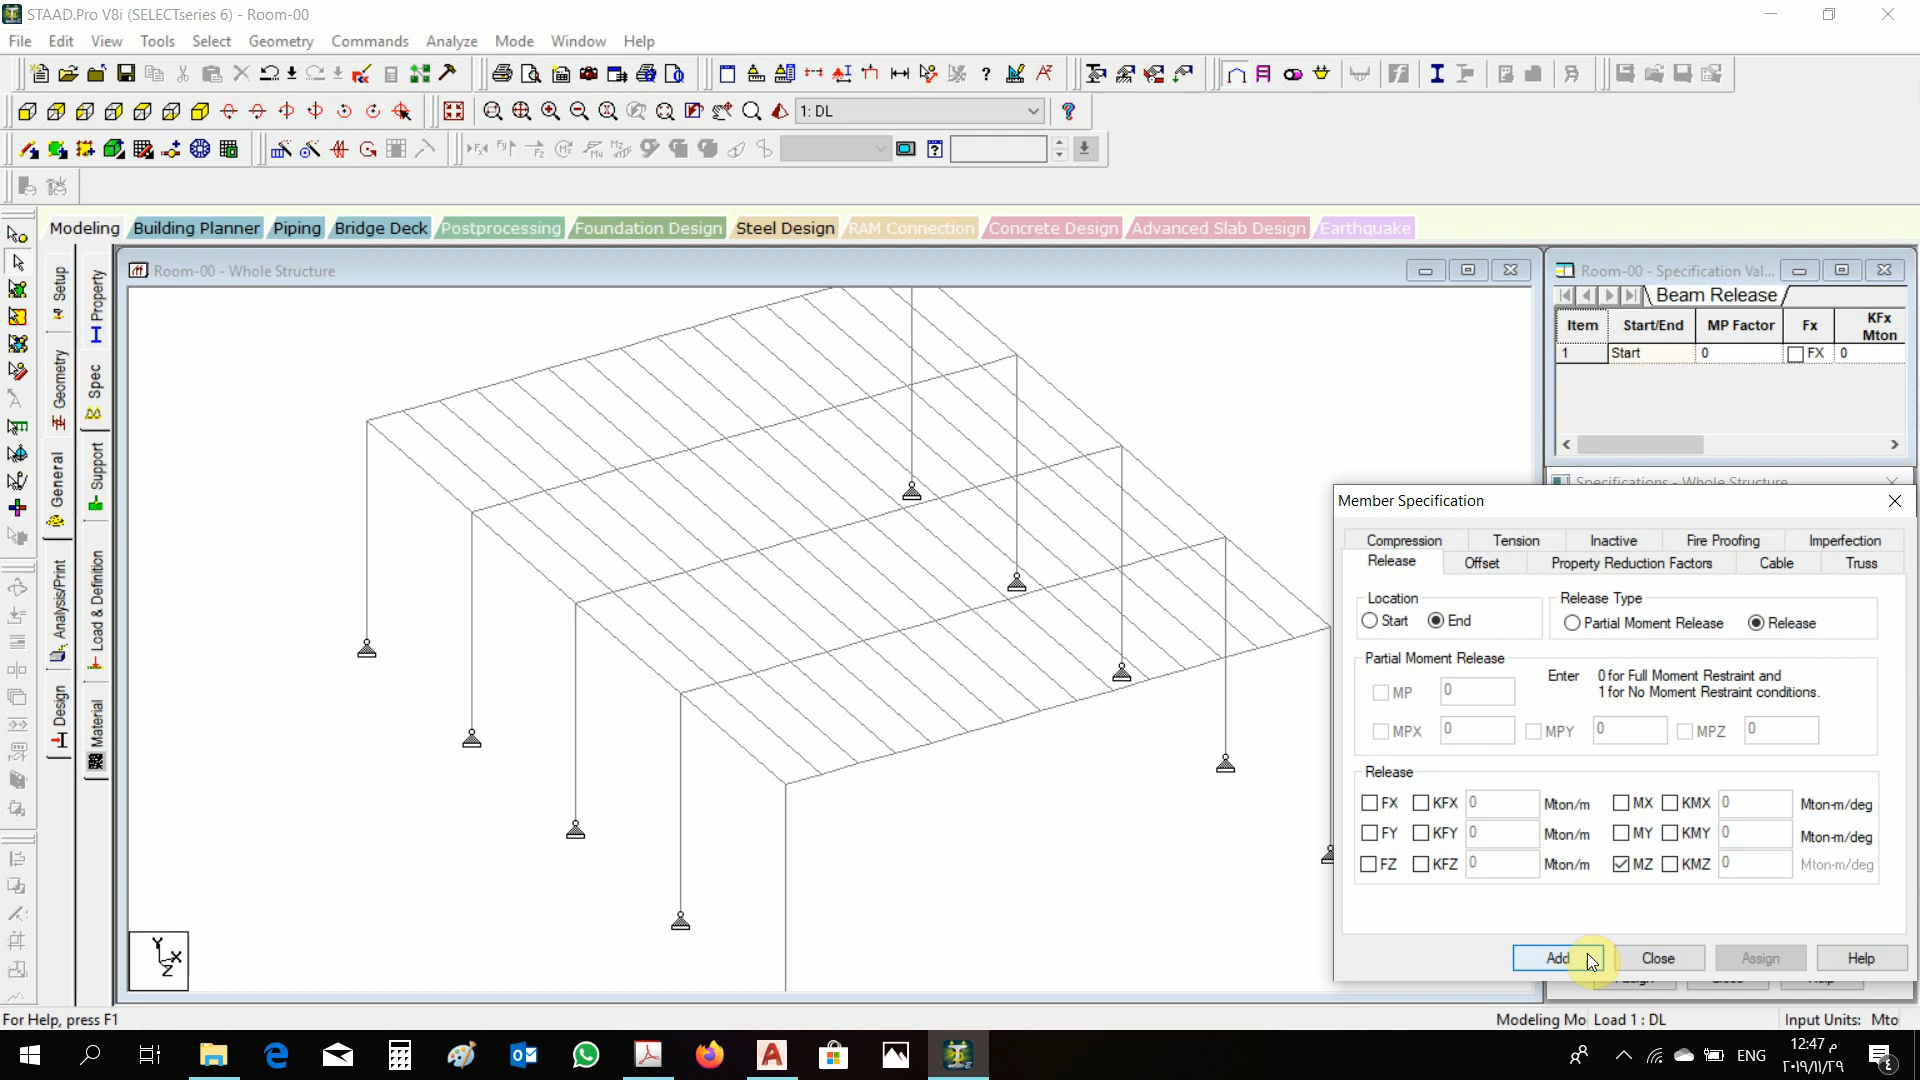 STAAD.Pro V8i (SELECTseries 6) - Room-00
File Edit View Tools Select Geometry Commands Analyze Mode Window Help
1: DL
Modeling Building Planner Piping Bridge Deck Postprocessing Foundation Design Steel Design RAM Connection Concrete Design Advanced Slab Design Earthquake
Setup
Geometry
General
Analysis/Print
Design
Property
Spec
Support
Load & Definition
Material
Room-00 - Whole Structure
Y
X
Z
Room-00 - Specification Val...
Beam Release
Item Start/End MP Factor Fx KFx Mton
1 Start 0 FX 0
Specifications - Whole Structure
Member Specification
Compression Tension Inactive Fire Proofing Imperfection
Release Offset Property Reduction Factors Cable Truss
Location
Start End
Release Type
Partial Moment Release Release
Partial Moment Release
MP 0
Enter 0 for Full Moment Restraint and
1 for No Moment Restraint conditions.
MPX 0 MPY 0 MPZ 0
Release
FX KFX 0 Mton/m MX KMX 0 Mton-m/deg
FY KFY 0 Mton/m MY KMY 0 Mton-m/deg
FZ KFZ 0 Mton/m MZ KMZ 0 Mton-m/deg
Add Close Assign Help
For Help, press F1
Modeling Mo Load 1 : DL Input Units: Mto
ENG
12:47 م
٢٠١٩/١١/٢٩
٤